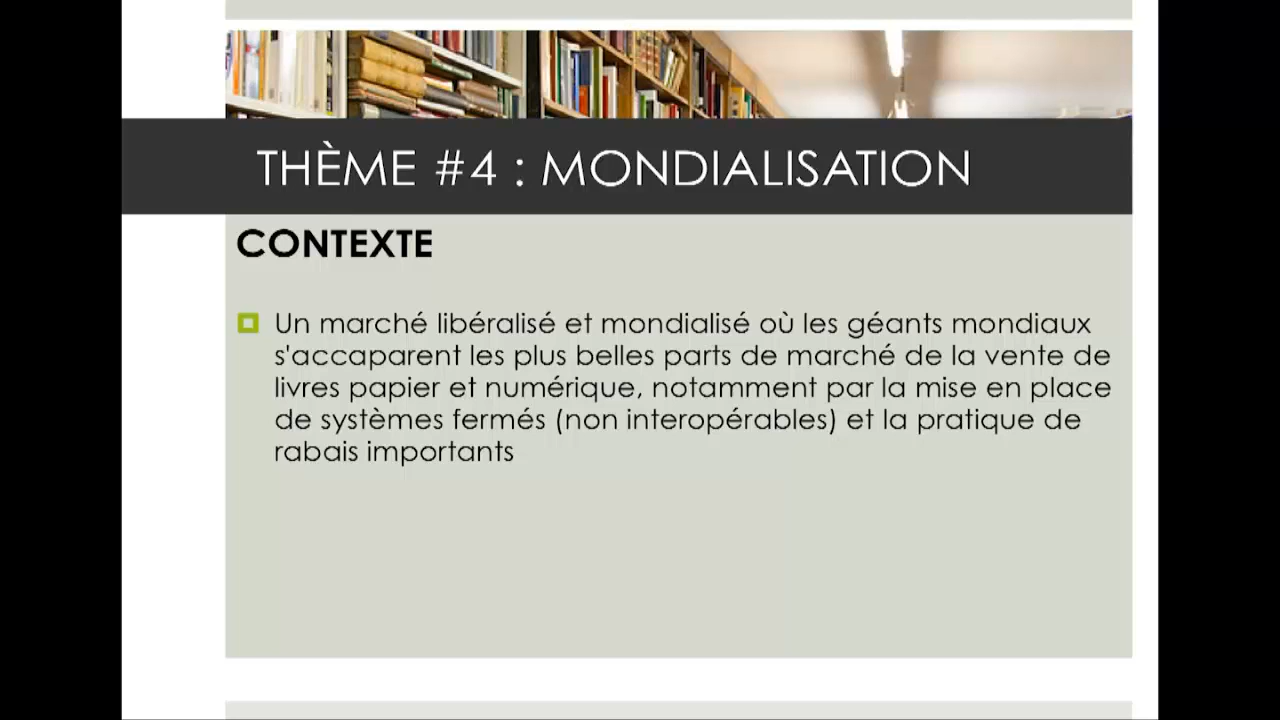 THÈME #4 : MONDIALISATION
CONTEXTE
Un marché libéralisé et mondialisé où les géants mondiaux
s'accaparent les plus belles parts de marché de la vente de
livres papier et numérique, notamment par la mise en place
de systèmes fermés (non interopérables) et la pratique de
rabais importants